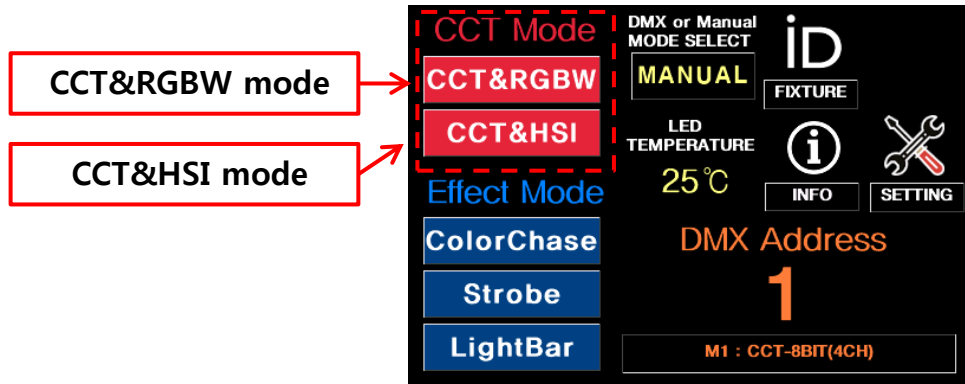 CCT&RGBW mode
CCT&HSI mode
CCT Mode
CCT&RGBW
CCT&HSI
Effect Mode
ColorChase
Strobe
LightBar
DMX or Manual
MODE SELECT
MANUAL
iD
FIXTURE
LED
TEMPERATURE
25℃
i
INFO
SETTING
DMX Address
1
M1 : CCT-8BIT(4CH)